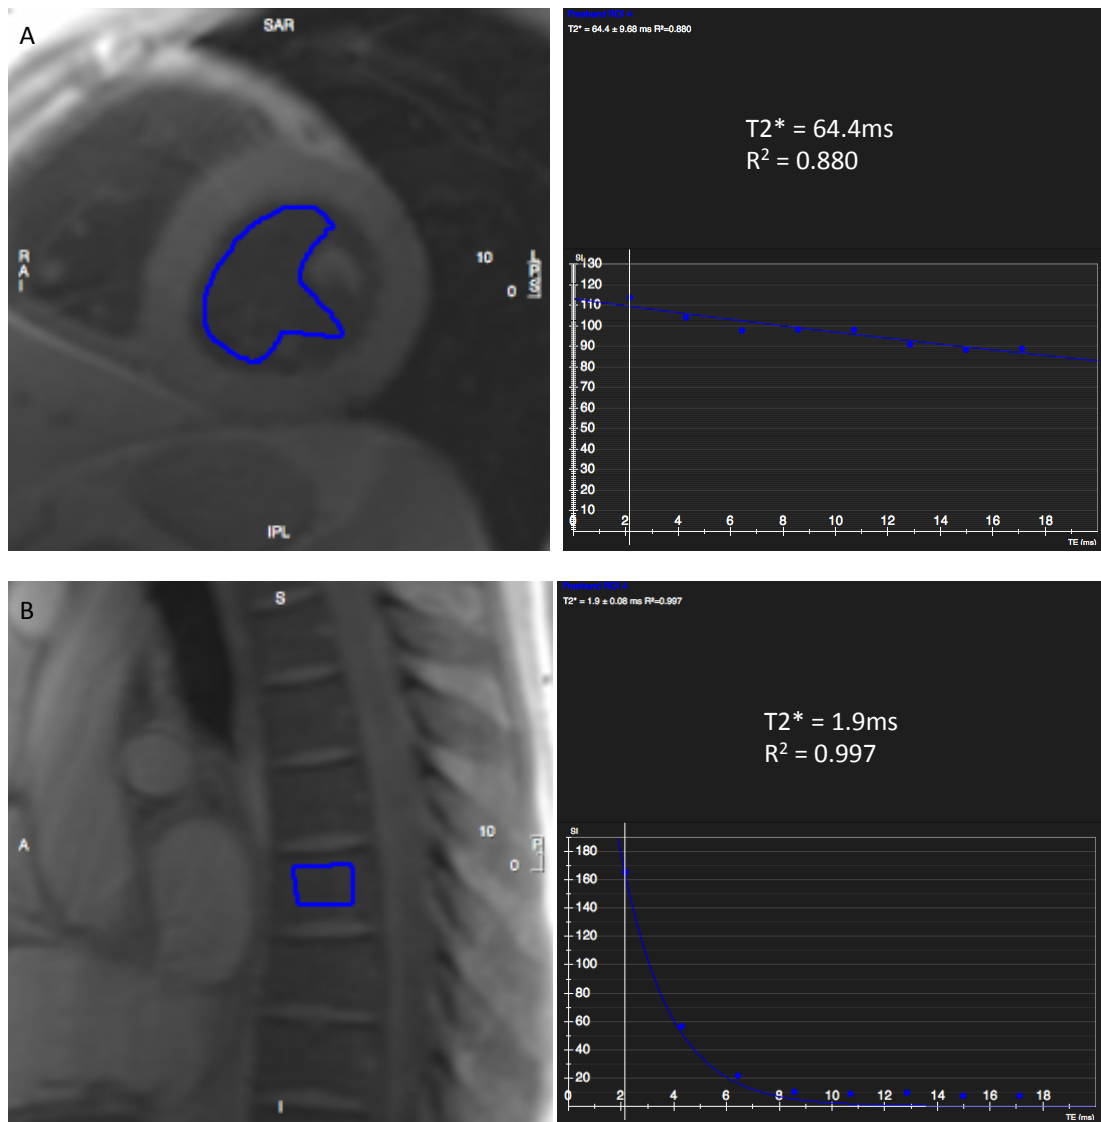 A
SAR
R
A
I
10
0
L
P
S
IPL
Freehand ROI 4
T2* = 64.4 ± 9.68 ms R²=0.880
T2* = 64.4ms
R² = 0.880
SI
130
120
110
100
90
80
70
60
50
40
30
20
10
0 2 4 6 8 10 12 14 16 18
TE (ms)
B
S
A
10
0
P
I
T2* = 1.9 ± 0.08 ms R²=0.997
T2* = 1.9ms
R² = 0.997
SI
180
160
140
120
100
80
60
40
20
0 2 4 6 8 10 12 14 16 18
TE (ms)